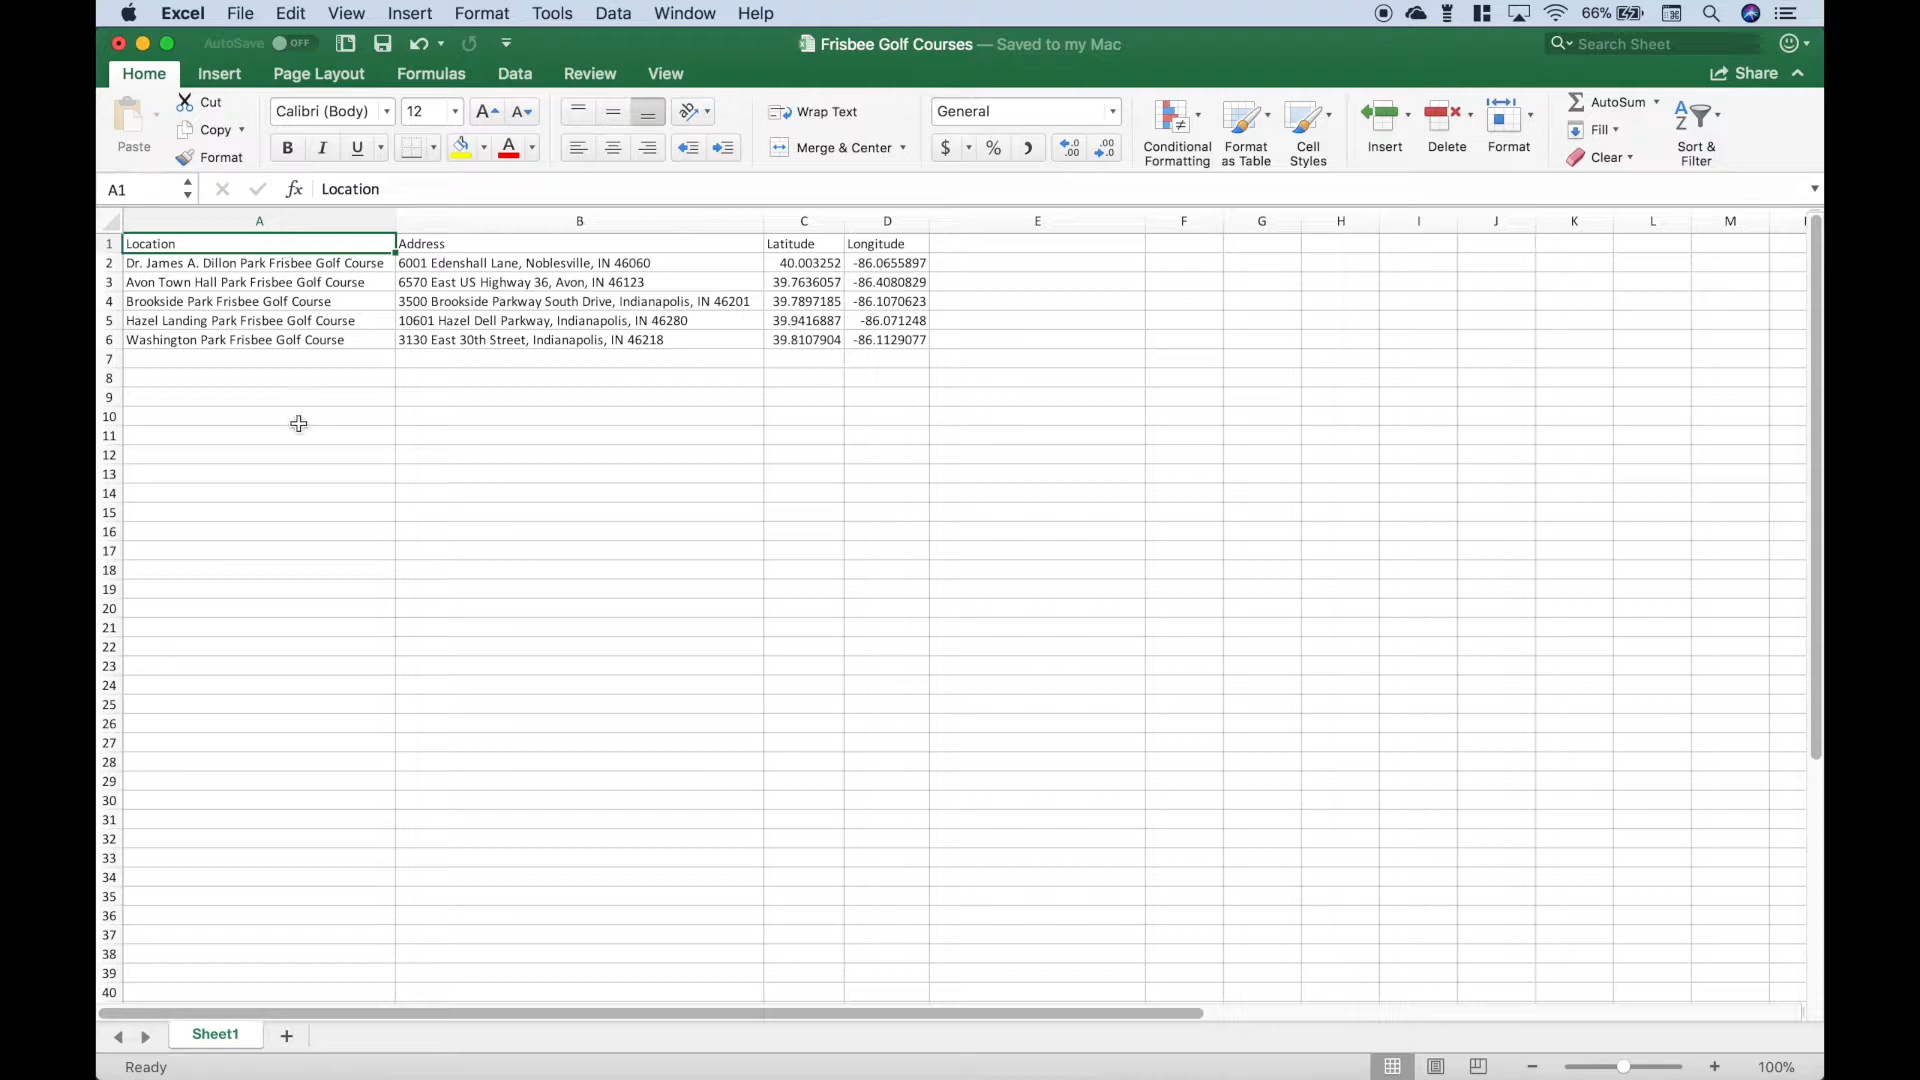 Excel File Edit View Insert Format Tools Data Window Help 66%
AutoSave OFF Frisbee Golf Courses — Saved to my Mac Search Sheet
Home Insert Page Layout Formulas Data Review View Share
Paste Cut Copy Format
Calibri (Body) 12 A A
B I U A
Wrap Text
Merge & Center
General
$ % .00 .00
Conditional Formatting Format as Table Cell Styles
Insert Delete Format
AutoSum Fill Clear
Sort & Filter
A1 fx Location
A B C D E F G H I J K L M
1 Location Address Latitude Longitude
2 Dr. James A. Dillon Park Frisbee Golf Course 6001 Edenshall Lane, Noblesville, IN 46060 40.003252 -86.0655897
3 Avon Town Hall Park Frisbee Golf Course 6570 East US Highway 36, Avon, IN 46123 39.7636057 -86.4080829
4 Brookside Park Frisbee Golf Course 3500 Brookside Parkway South Drive, Indianapolis, IN 46201 39.7897185 -86.1070623
5 Hazel Landing Park Frisbee Golf Course 10601 Hazel Dell Parkway, Indianapolis, IN 46280 39.9416887 -86.071248
6 Washington Park Frisbee Golf Course 3130 East 30th Street, Indianapolis, IN 46218 39.8107904 -86.1129077
7
8
9
10
11
12
13
14
15
16
17
18
19
20
21
22
23
24
25
26
27
28
29
30
31
32
33
34
35
36
37
38
39
40
Sheet1 +
Ready 100%